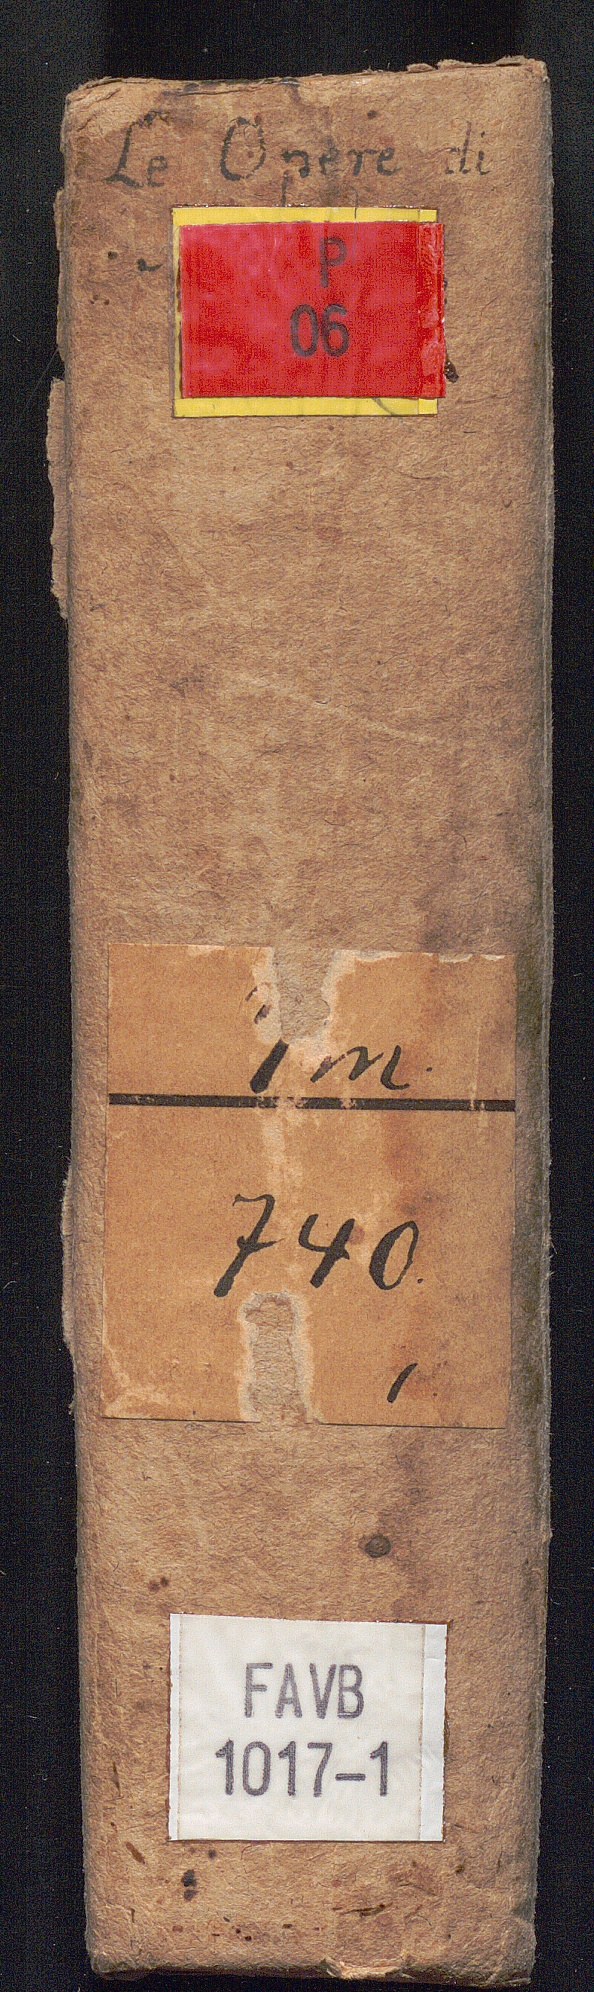 Le Opere di
P
06
im.
740.
1
FAVB
1017-1